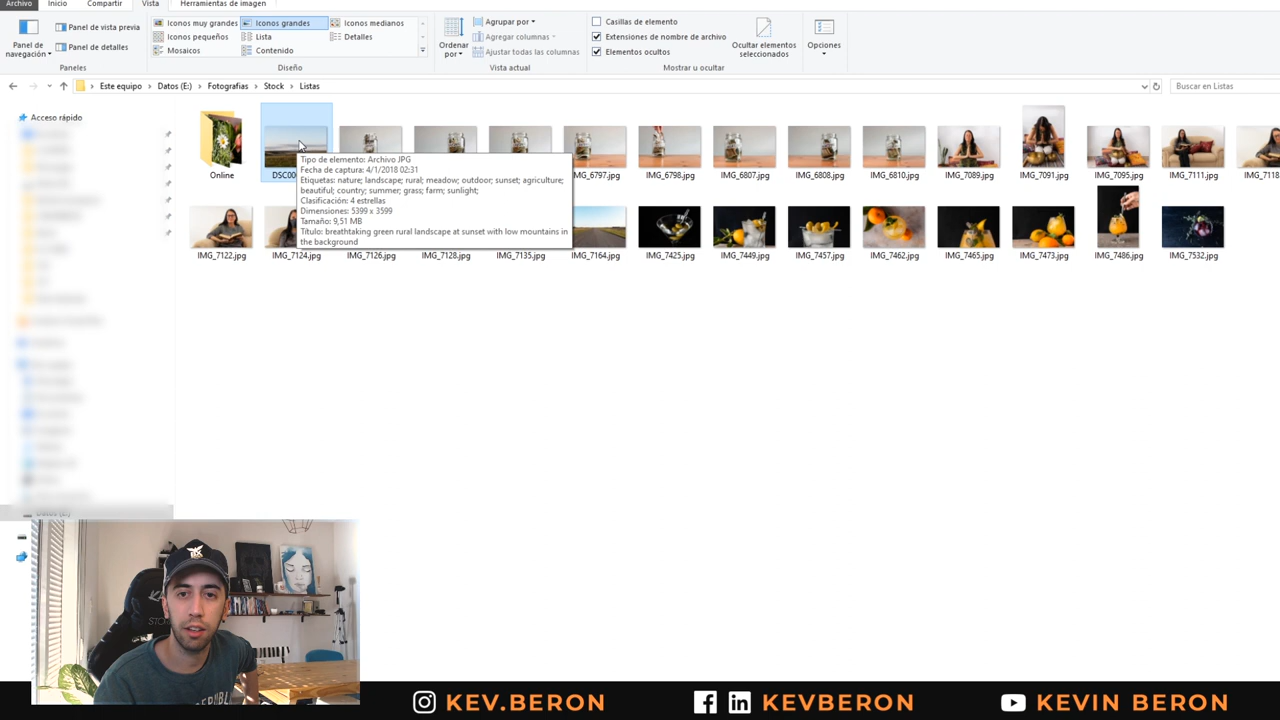 Archivo Inicio Compartir Vista Herramientas de imagen
Panel de navegación
Panel de vista previa
Panel de detalles
Paneles
Iconos muy grandes Iconos grandes Iconos medianos
Iconos pequeños Lista Detalles
Mosaicos Contenido
Diseño
Ordenar por
Agrupar por
Agregar columnas
Ajustar todas las columnas
Vista actual
Casillas de elemento
Extensiones de nombre de archivo
Elementos ocultos
Ocultar elementos seleccionados
Mostrar u ocultar
Opciones
Este equipo > Datos (E:) > Fotografias > Stock > Listas
Buscar en Listas
Acceso rápido
Online DSC00 IMG_6797.jpg IMG_6798.jpg IMG_6807.jpg IMG_6808.jpg IMG_6810.jpg IMG_7089.jpg IMG_7091.jpg IMG_7095.jpg IMG_7111.jpg IMG_7118
Tipo de elemento: Archivo JPG
Fecha de captura: 4/1/2018 02:31
Etiquetas: nature; landscape; rural; meadow; outdoor; sunset; agriculture;
beautiful; country; summer; grass; farm; sunlight;
Clasificación: 4 estrellas
Dimensiones: 5399 x 3599
Tamaño: 9,51 MB
Título: breathtaking green rural landscape at sunset with low mountains in
the background
IMG_7122.jpg IMG_7124.jpg IMG_7126.jpg IMG_7128.jpg IMG_7135.jpg IMG_7164.jpg IMG_7425.jpg IMG_7449.jpg IMG_7457.jpg IMG_7462.jpg IMG_7465.jpg IMG_7473.jpg IMG_7486.jpg IMG_7532.jpg
KEV.BERON KEVBERON KEVIN BERON